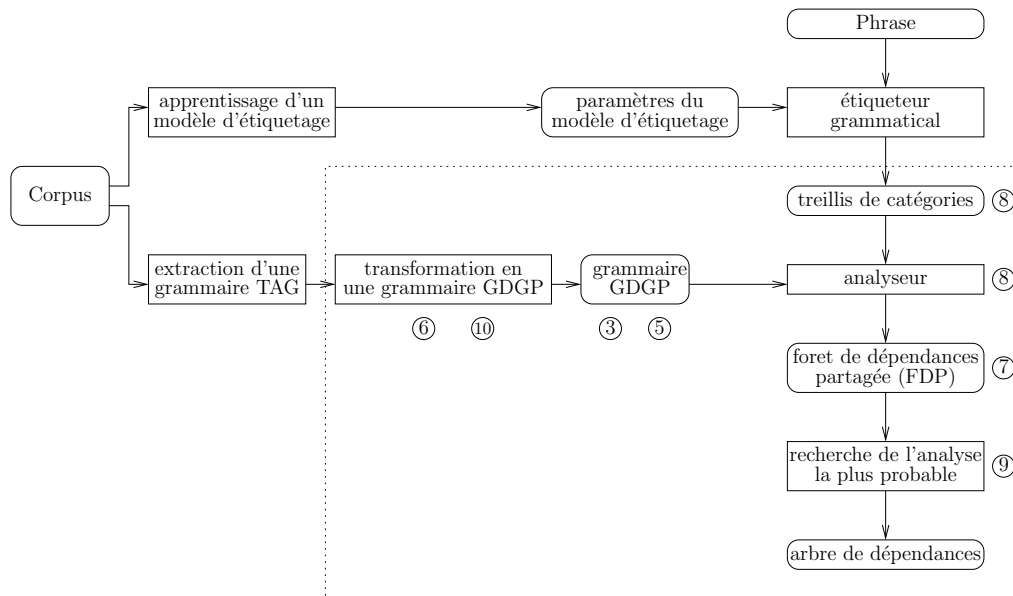 Phrase
apprentissage d'un
modèle d'étiquetage
paramètres du
modèle d'étiquetage
étiqueteur
grammatical
Corpus
treillis de catégories
⑧
extraction d'une
grammaire TAG
transformation en
une grammaire GDGP
⑥ ⑩
grammaire
GDGP
③ ⑤
analyseur
⑧
foret de dépendances
partagée (FDP)
⑦
recherche de l'analyse
la plus probable
⑨
arbre de dépendances